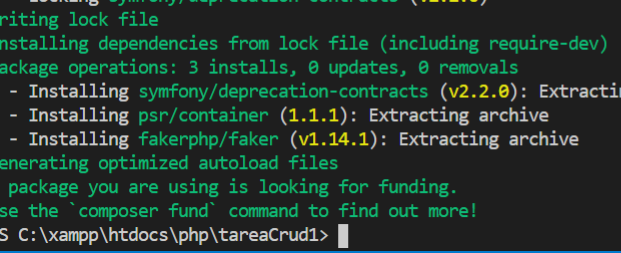 Locking symfony/deprecation-contracts (v2.2.0)
riting lock file
nstalling dependencies from lock file (including require-dev)
ackage operations: 3 installs, 0 updates, 0 removals
- Installing symfony/deprecation-contracts (v2.2.0): Extracti
- Installing psr/container (1.1.1): Extracting archive
- Installing fakerphp/faker (v1.14.1): Extracting archive
enerating optimized autoload files
package you are using is looking for funding.
se the `composer fund` command to find out more!
S C:\xampp\htdocs\php\tareaCrud1>